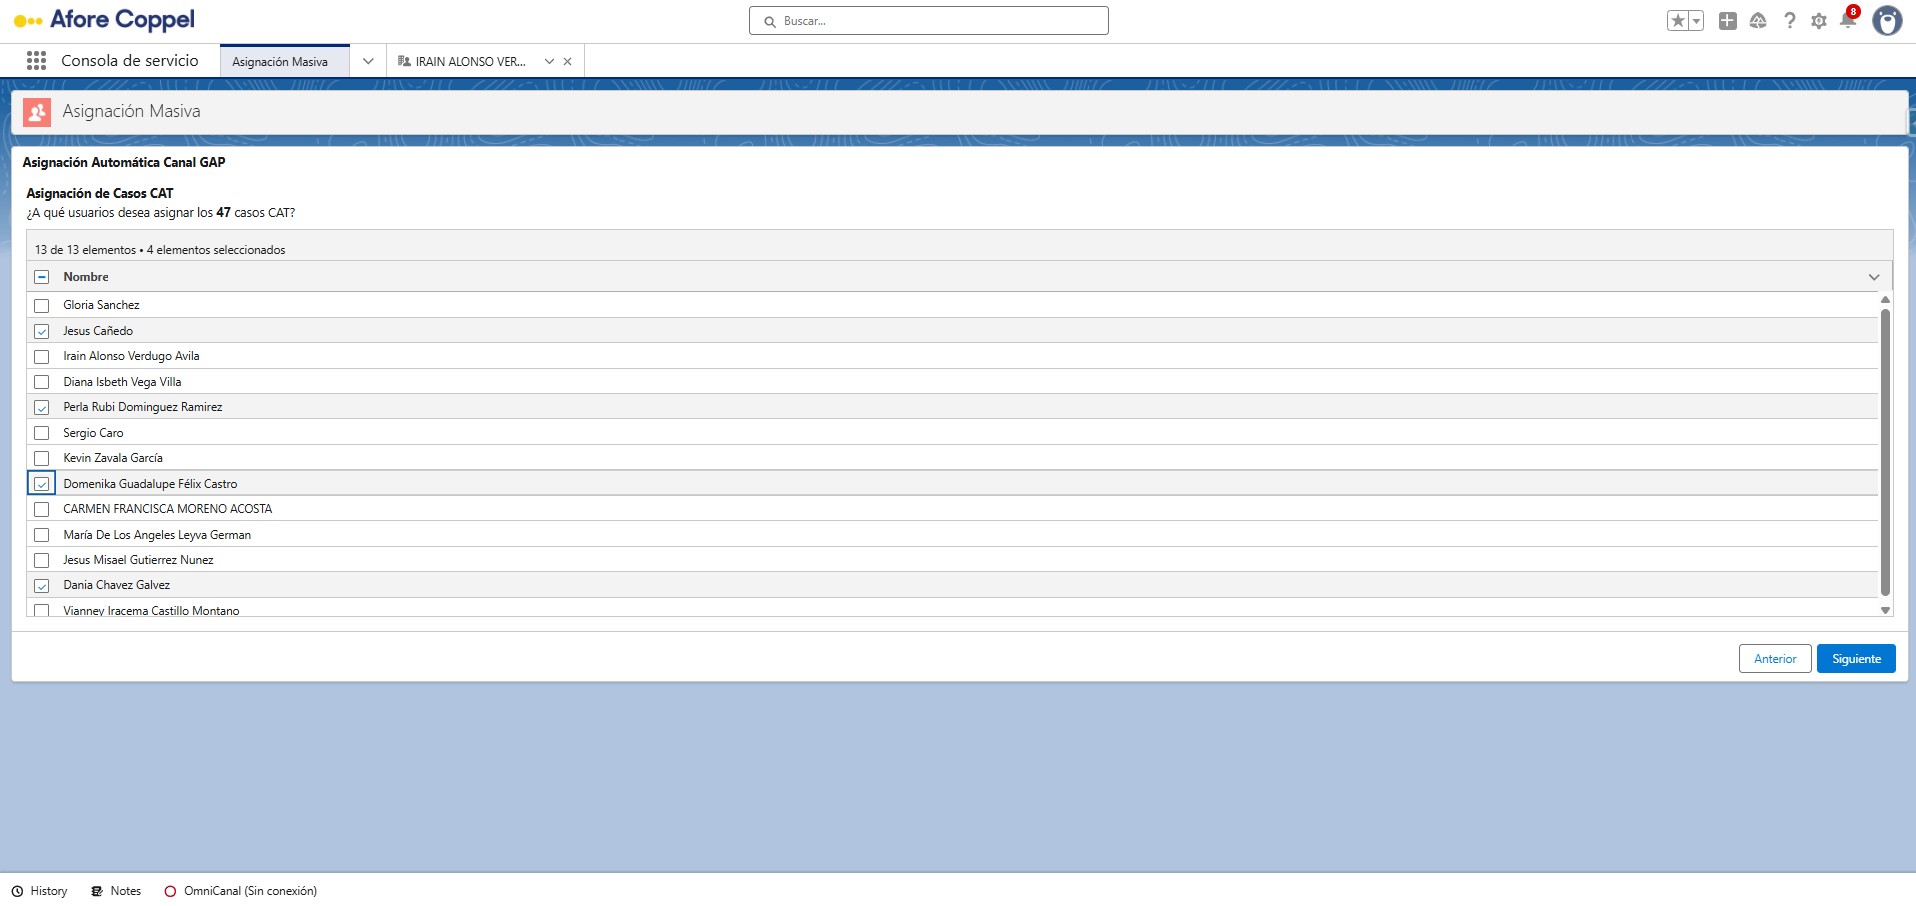 Afore Coppel
Buscar...
8
Consola de servicio
Asignación Masiva
IRAIN ALONSO VER...
Asignación Masiva
Asignación Automática Canal GAP
Asignación de Casos CAT
¿A qué usuarios desea asignar los 47 casos CAT?
13 de 13 elementos • 4 elementos seleccionados
Nombre
Gloria Sanchez
Jesus Cañedo
Irain Alonso Verdugo Avila
Diana Isbeth Vega Villa
Perla Rubi Dominguez Ramirez
Sergio Caro
Kevin Zavala García
Domenika Guadalupe Félix Castro
CARMEN FRANCISCA MORENO ACOSTA
María De Los Angeles Leyva German
Jesus Misael Gutierrez Nunez
Dania Chavez Galvez
Vianney Iracema Castillo Montano
Anterior
Siguiente
History
Notes
OmniCanal (Sin conexión)